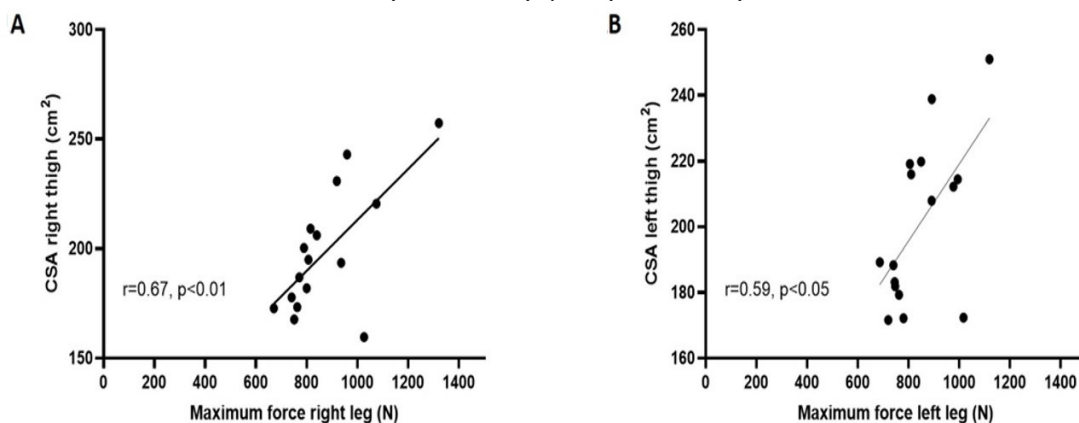 A
CSA right thigh (cm²)
300
250
200
150
r=0.67, p<0.01
0 200 400 600 800 1000 1200 1400
Maximum force right leg (N)
B
CSA left thigh (cm²)
260
240
220
200
180
160
r=0.59, p<0.05
0 200 400 600 800 1000 1200 1400
Maximum force left leg (N)